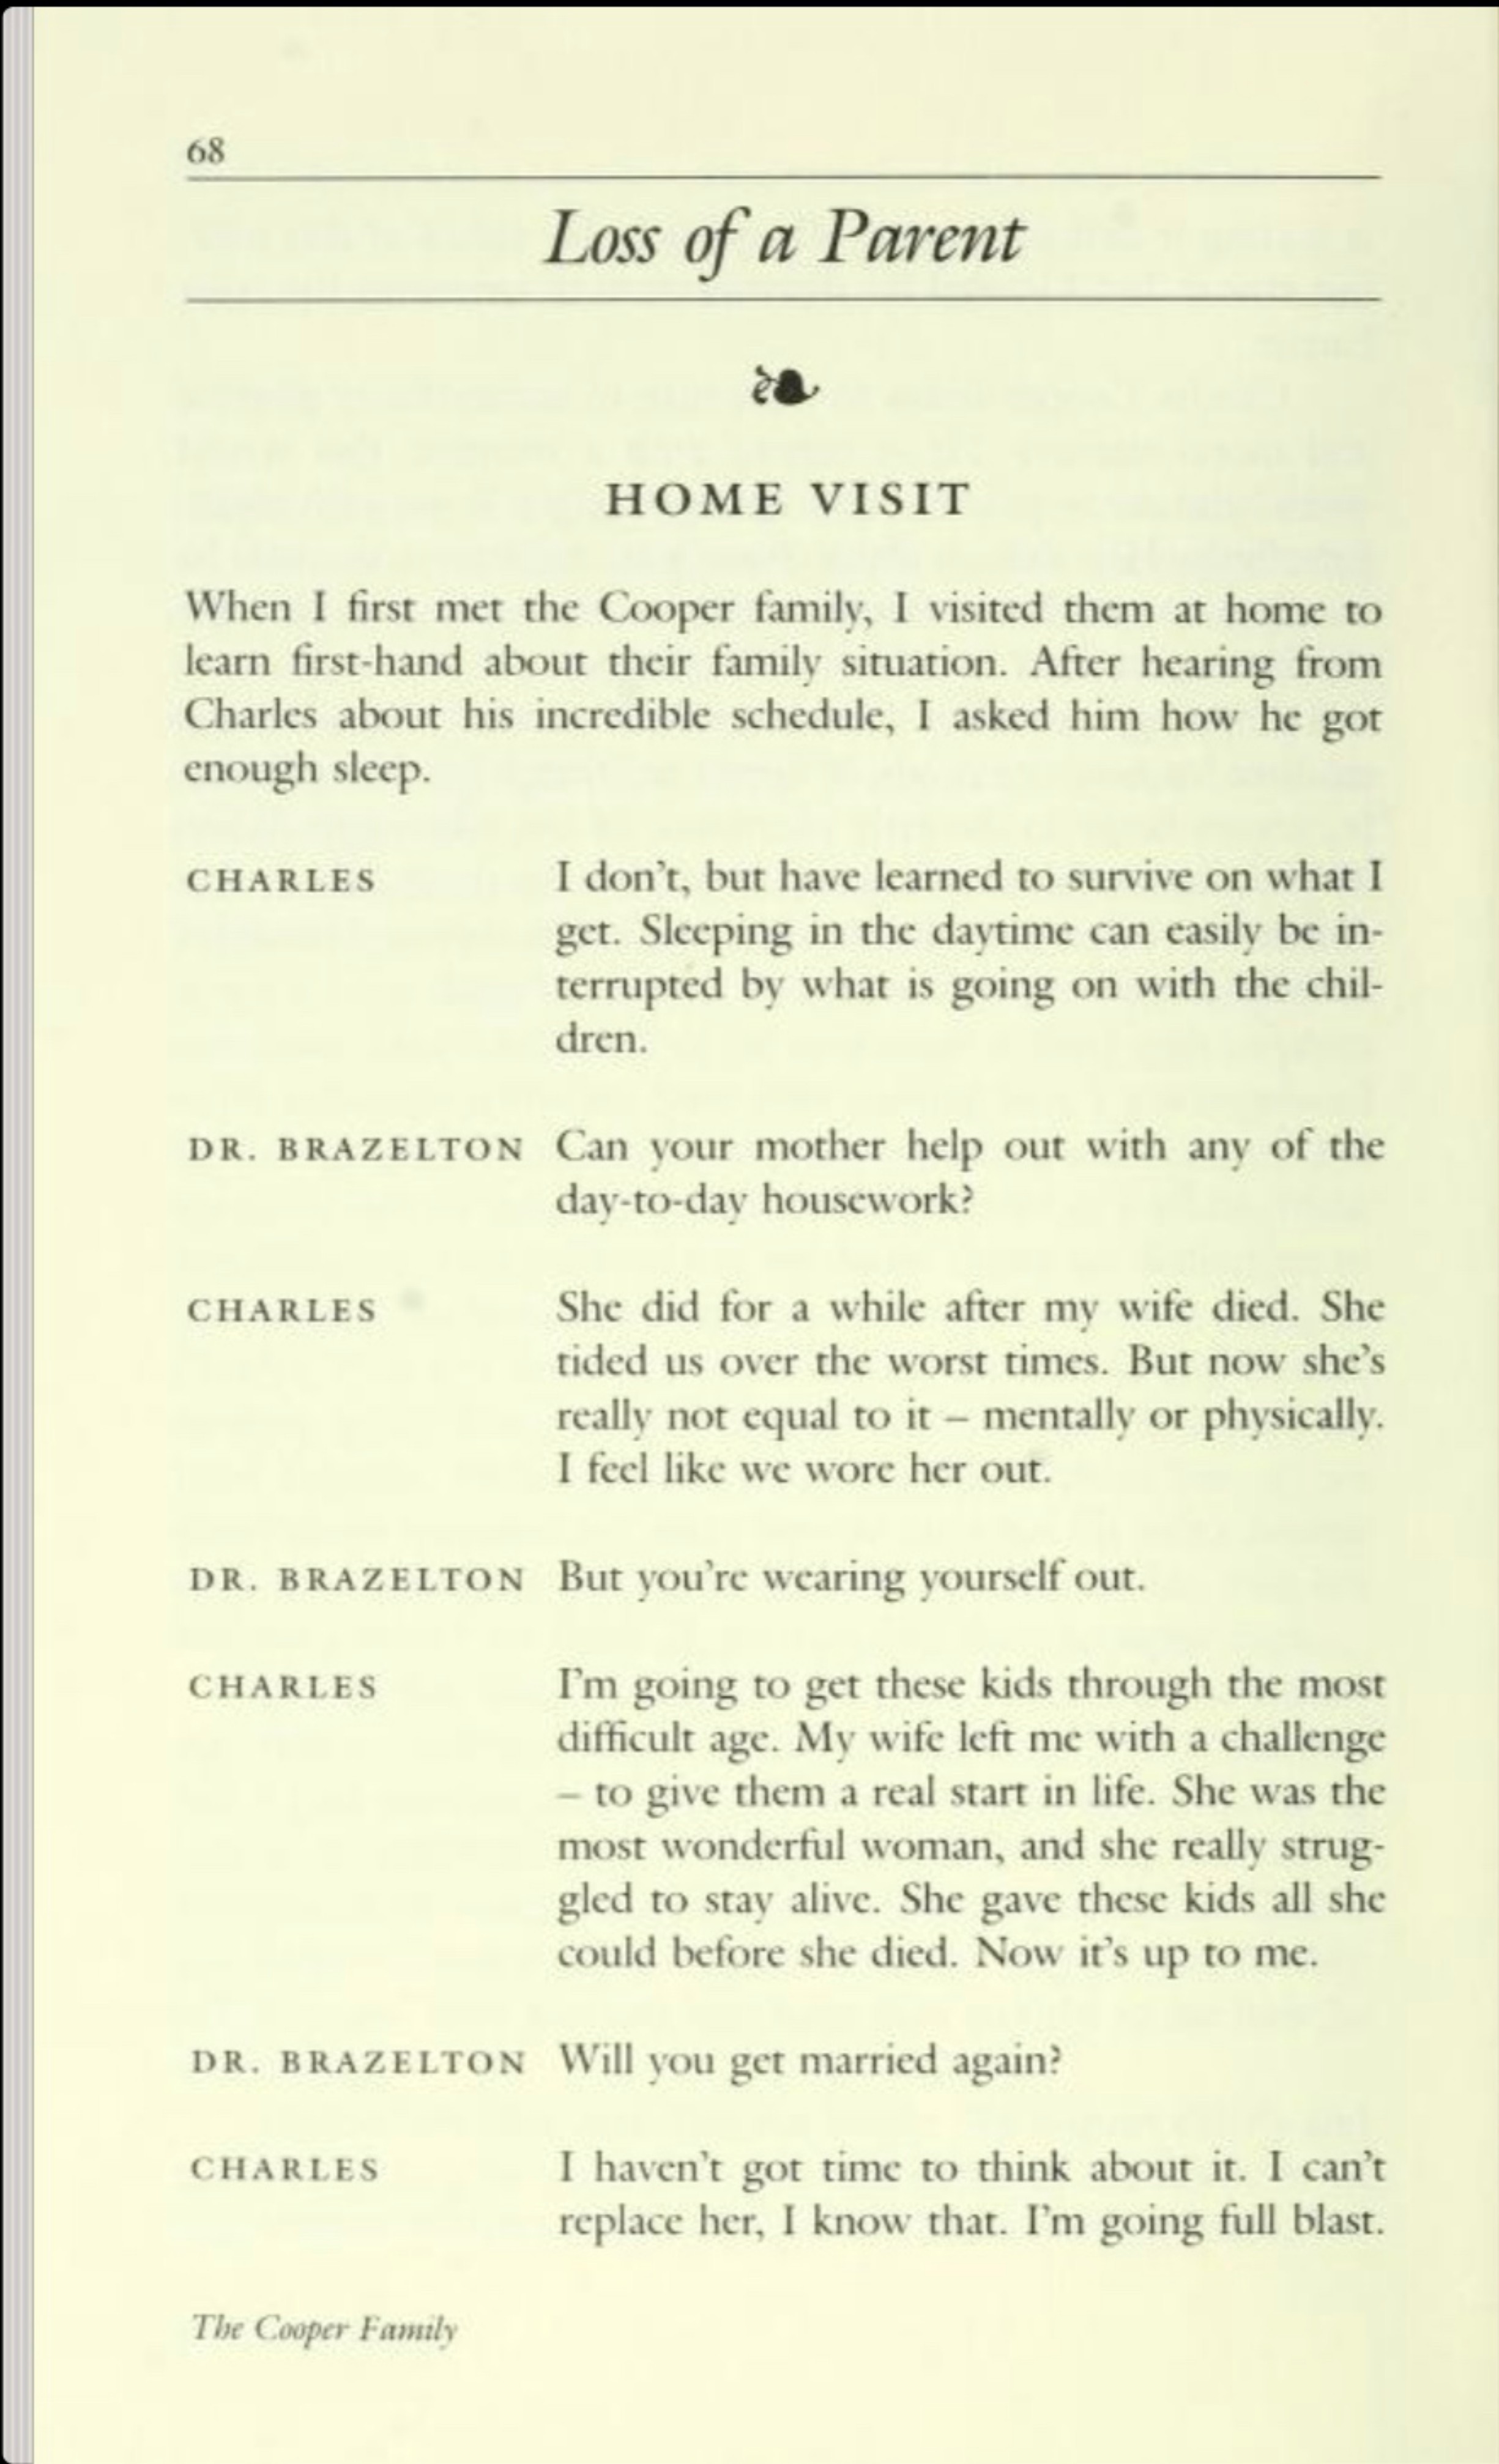 68
Loss of a Parent
HOME VISIT
When I first met the Cooper family, I visited them at home to
learn first-hand about their family situation. After hearing from
Charles about his incredible schedule, I asked him how he got
enough sleep.
CHARLES I don't, but have learned to survive on what I
get. Sleeping in the daytime can easily be in-
terrupted by what is going on with the chil-
dren.
DR. BRAZELTON Can your mother help out with any of the
day-to-day housework?
CHARLES She did for a while after my wife died. She
tided us over the worst times. But now she's
really not equal to it – mentally or physically.
I feel like we wore her out.
DR. BRAZELTON But you're wearing yourself out.
CHARLES I'm going to get these kids through the most
difficult age. My wife left me with a challenge
– to give them a real start in life. She was the
most wonderful woman, and she really strug-
gled to stay alive. She gave these kids all she
could before she died. Now it's up to me.
DR. BRAZELTON Will you get married again?
CHARLES I haven't got time to think about it. I can't
replace her, I know that. I'm going full blast.
The Cooper Family